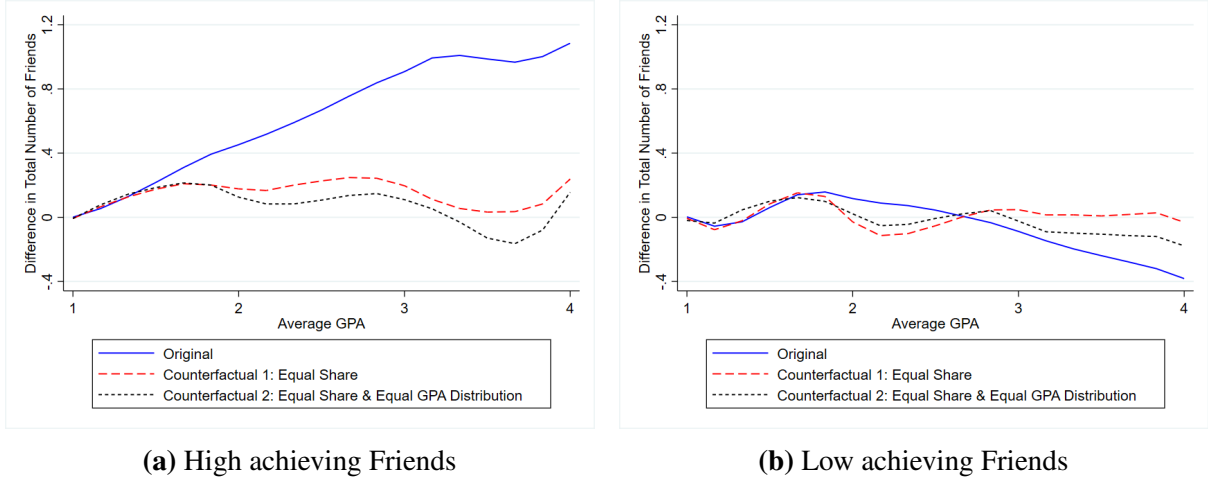 Difference in Total Number of Friends
1.2
.8
.4
0
-.4
1
2
3
4
Average GPA
Original
Counterfactual 1: Equal Share
Counterfactual 2: Equal Share & Equal GPA Distribution
(a) High achieving Friends
Difference in Total Number of Friends
1.2
.8
.4
0
-.4
1
2
3
4
Average GPA
Original
Counterfactual 1: Equal Share
Counterfactual 2: Equal Share & Equal GPA Distribution
(b) Low achieving Friends